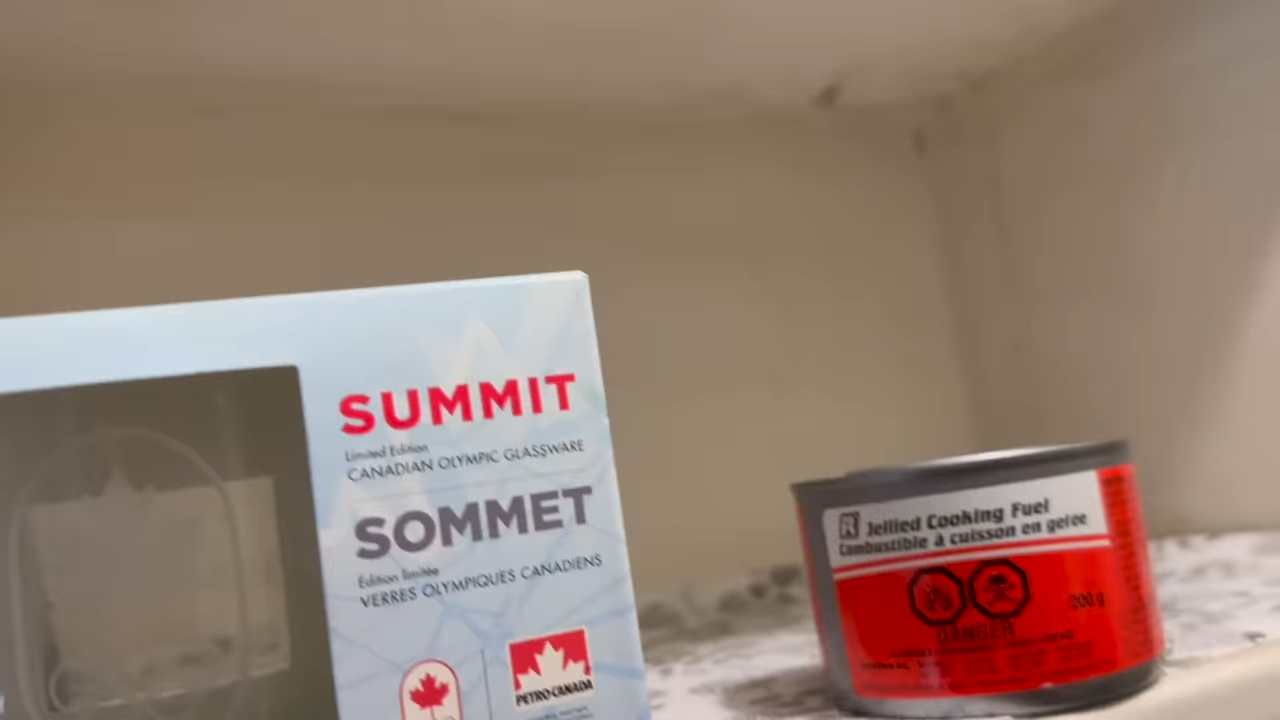 SUMMIT
Limited Edition
CANADIAN OLYMPIC GLASSWARE
SOMMET
Édition limitée
VERRES OLYMPIQUES CANADIENS
PETRO-CANADA
R Jellied Cooking Fuel
Combustible à cuisson en gelée
200 g
DANGER